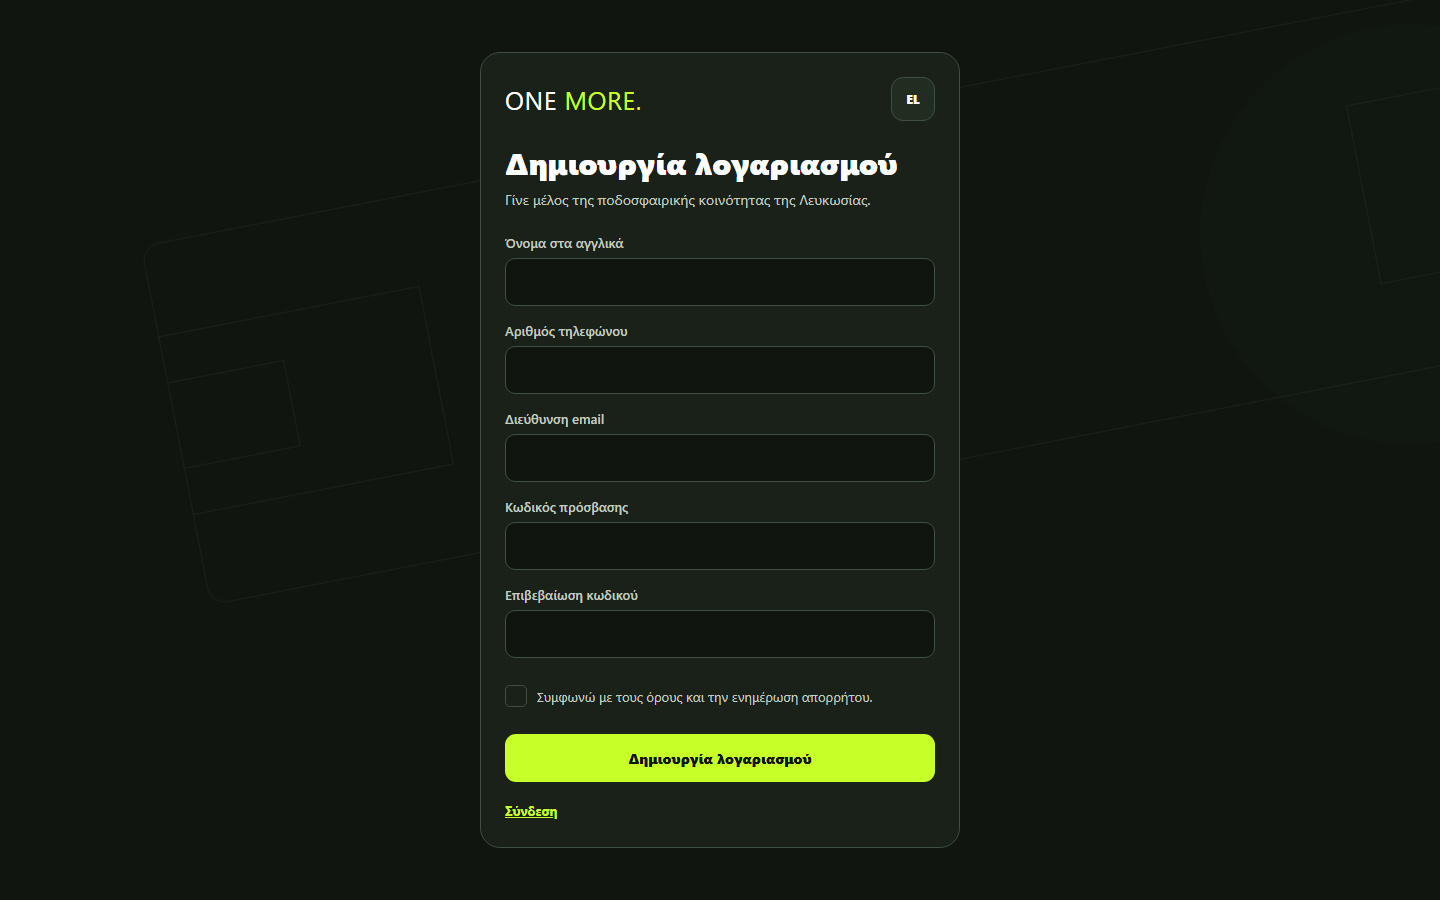 ONE MORE.
EL
Δημιουργία λογαριασμού
Γίνε μέλος της ποδοσφαιρικής κοινότητας της Λευκωσίας.
Όνομα στα αγγλικά
Αριθμός τηλεφώνου
Διεύθυνση email
Κωδικός πρόσβασης
Επιβεβαίωση κωδικού
Συμφωνώ με τους όρους και την ενημέρωση απορρήτου.
Δημιουργία λογαριασμού
Σύνδεση